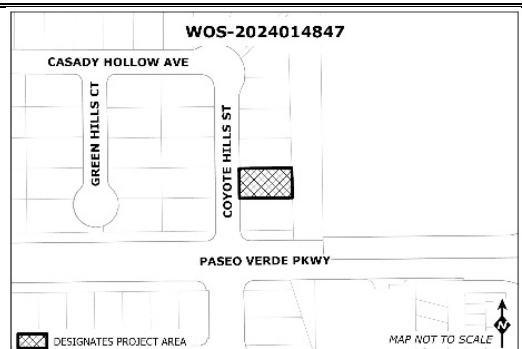 WOS-2024014847
CASADY HOLLOW AVE
GREEN HILLS CT
COYOTE HILLS ST
PASEO VERDE PKWY
DESIGNATES PROJECT AREA
MAP NOT TO SCALE
N